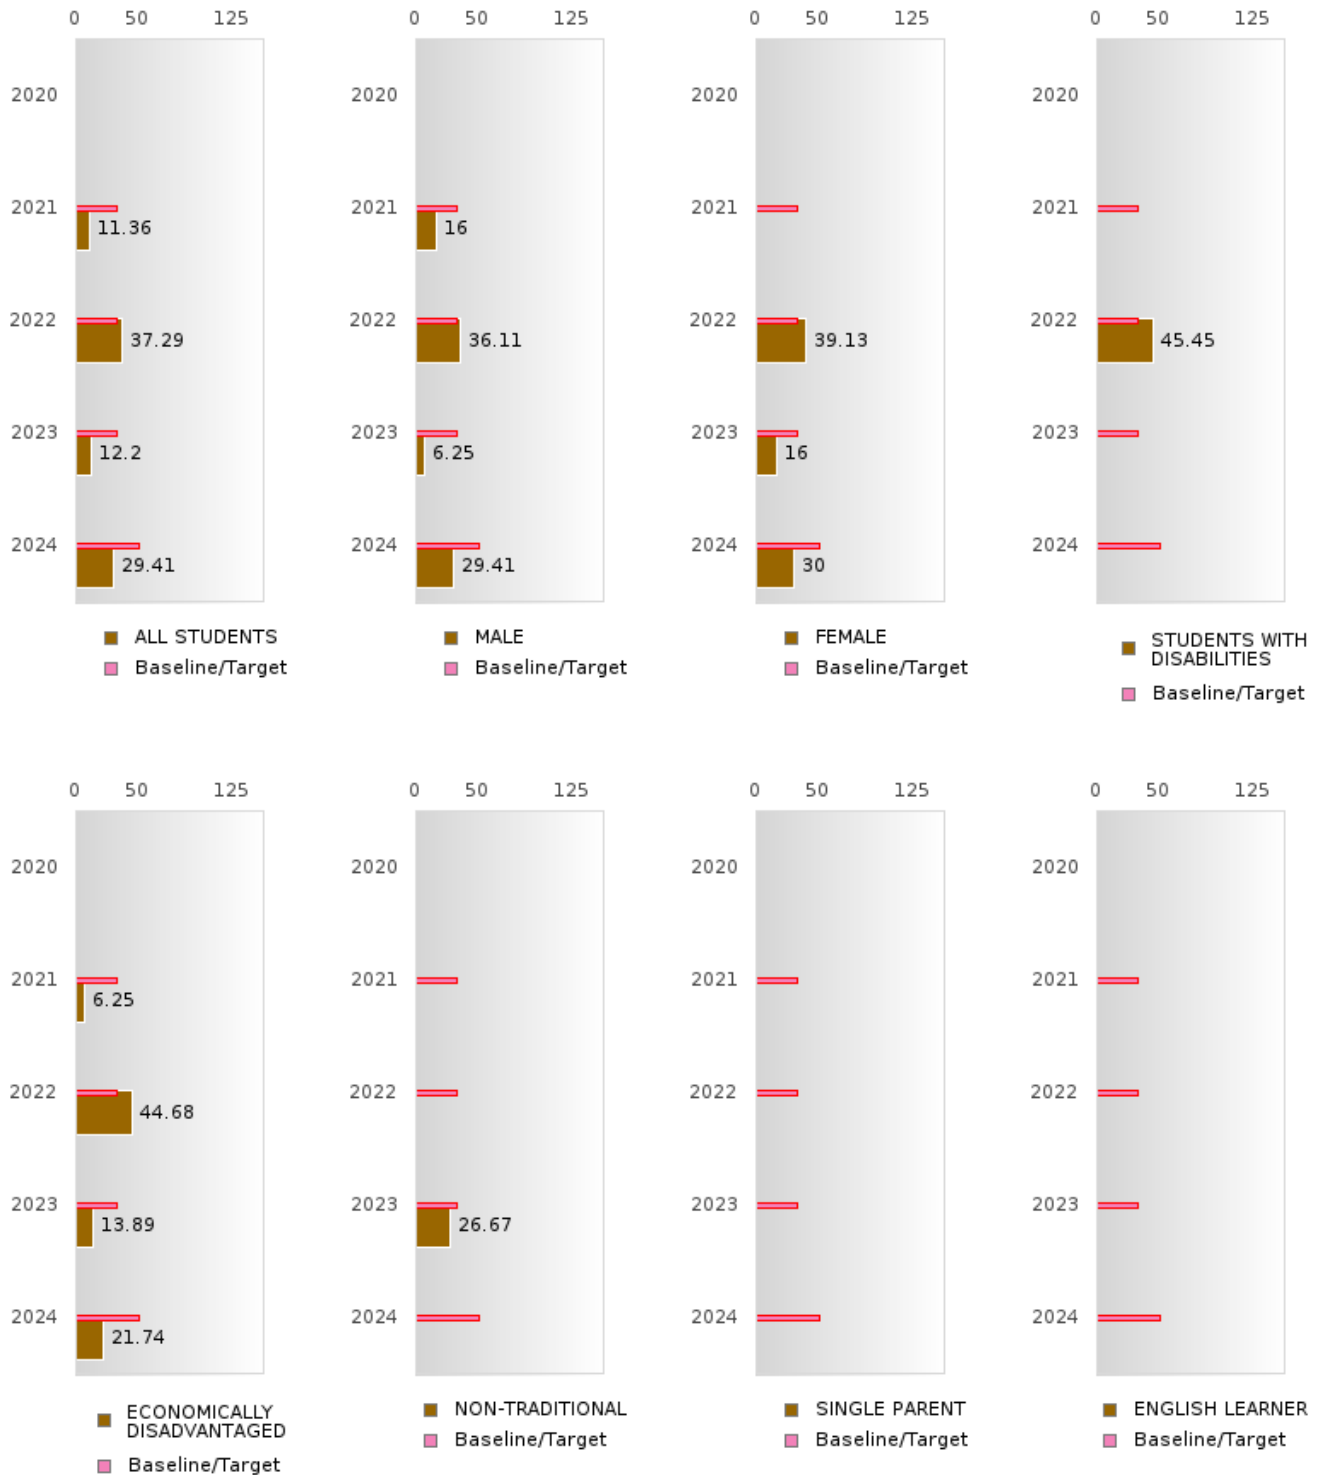 0 50 125
2020
2021
11.36
2022
37.29
2023
12.2
2024
29.41
ALL STUDENTS
Baseline/Target
0 50 125
2020
2021
16
2022
36.11
2023
6.25
2024
29.41
MALE
Baseline/Target
0 50 125
2020
2021
2022
39.13
2023
16
2024
30
FEMALE
Baseline/Target
0 50 125
2020
2021
2022
45.45
2023
2024
STUDENTS WITH
DISABILITIES
Baseline/Target
0 50 125
2020
2021
6.25
2022
44.68
2023
13.89
2024
21.74
ECONOMICALLY
DISADVANTAGED
Baseline/Target
0 50 125
2020
2021
2022
2023
26.67
2024
NON-TRADITIONAL
Baseline/Target
0 50 125
2020
2021
2022
2023
2024
SINGLE PARENT
Baseline/Target
0 50 125
2020
2021
2022
2023
2024
ENGLISH LEARNER
Baseline/Target